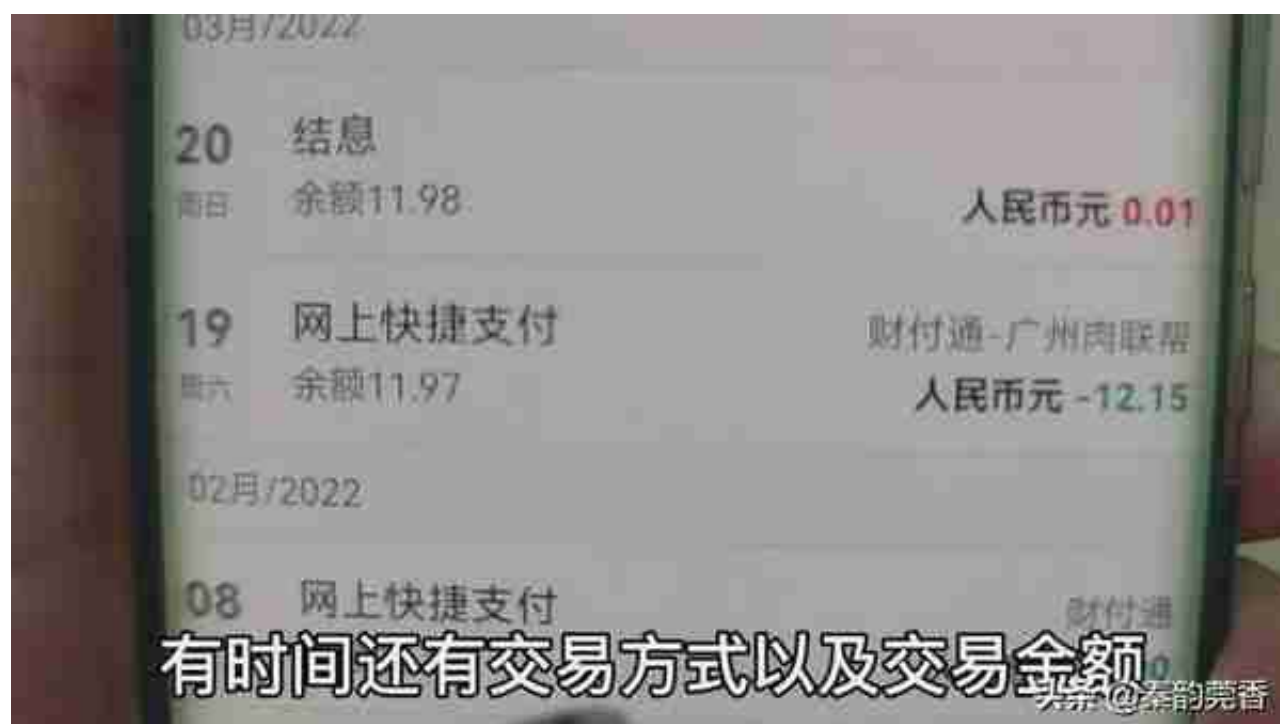 03月/2022
20 结息
周日 余额11.98 人民币元 0.01
19 网上快捷支付 财付通-广州肉联帮
周六 余额11.97 人民币元 -12.15
02月/2022
08 网上快捷支付 财付通
有时间还有交易方式以及交易金额
头条 @秦韵莞香